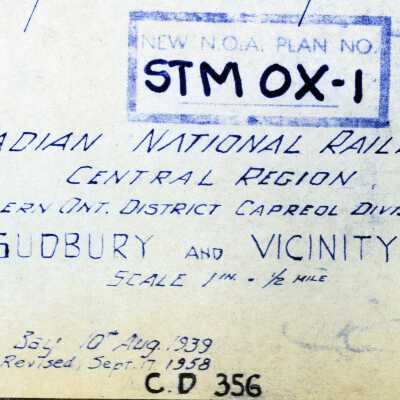 NEW N.O.A. PLAN NO.
STM OX-1
ADIAN NATIONAL RAIL
CENTRAL REGION.
ERN ONT. DISTRICT CAPREOL DIVI
SUDBURY AND VICINITY
SCALE 1 IN. - ½ MILE
10th Aug. 1939
Revised, Sept. 17 1958
C.D 356